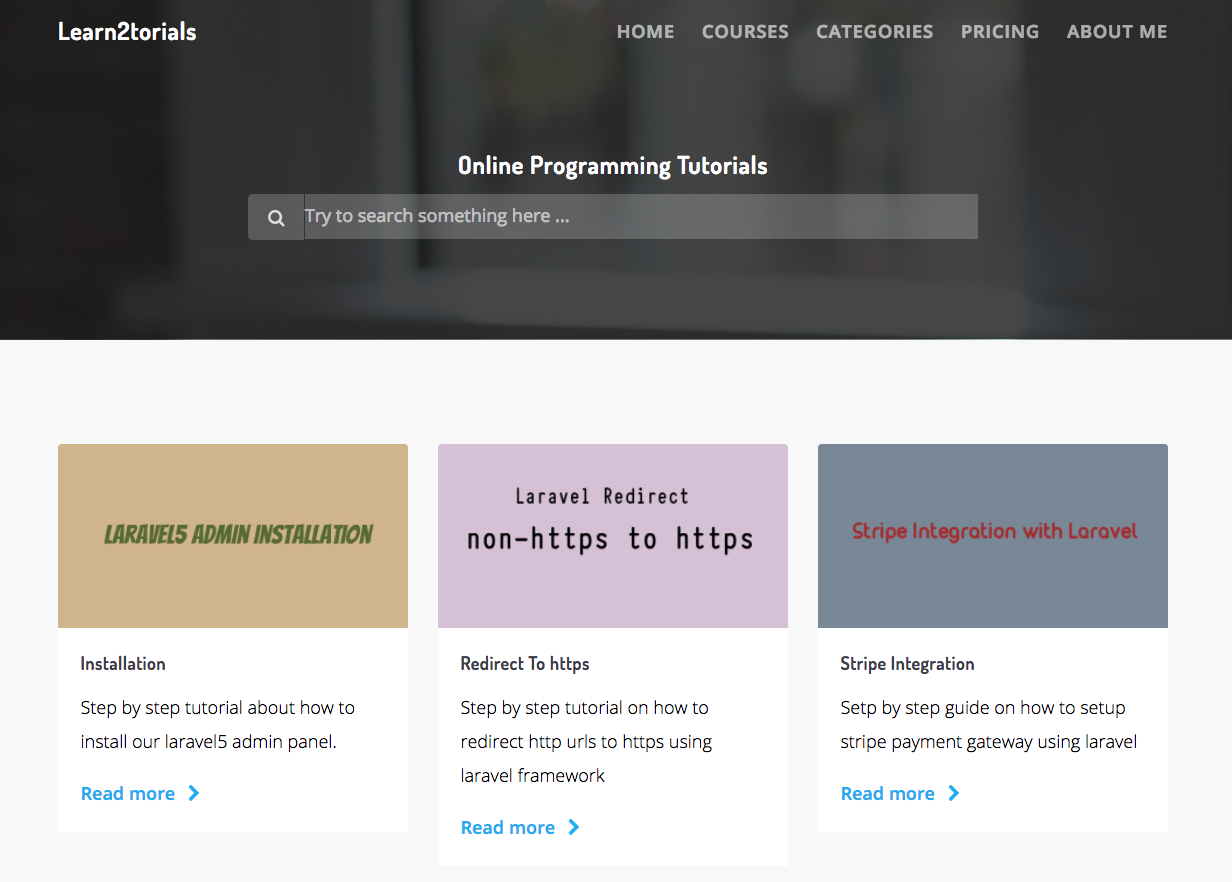 Learn2torials
HOME COURSES CATEGORIES PRICING ABOUT ME
Online Programming Tutorials
Try to search something here ...
LARAVEL5 ADMIN INSTALLATION
Installation
Step by step tutorial about how to
install our laravel5 admin panel.
Read more
Laravel Redirect
non-https to https
Redirect To https
Step by step tutorial on how to
redirect http urls to https using
laravel framework
Read more
Stripe Integration with Laravel
Stripe Integration
Setp by step guide on how to setup
stripe payment gateway using laravel
Read more